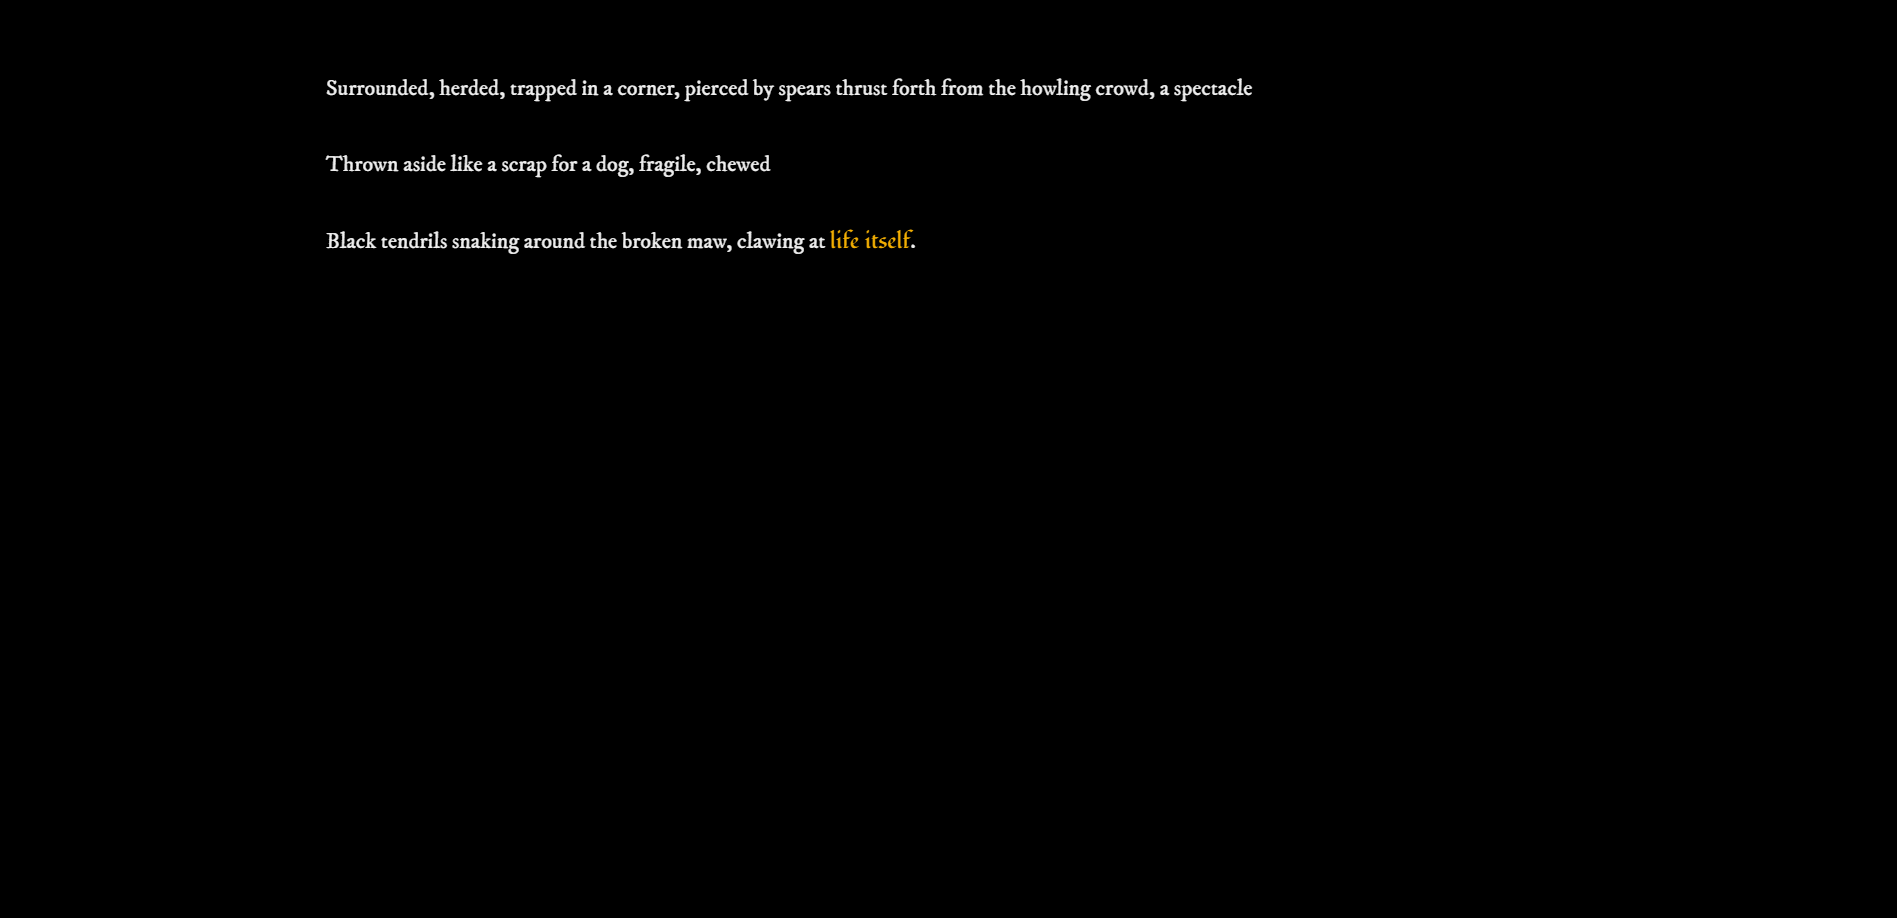 Surrounded, herded, trapped in a corner, pierced by spears thrust forth from the howling crowd, a spectacle
Thrown aside like a scrap for a dog, fragile, chewed
Black tendrils snaking around the broken maw, clawing at life itself.